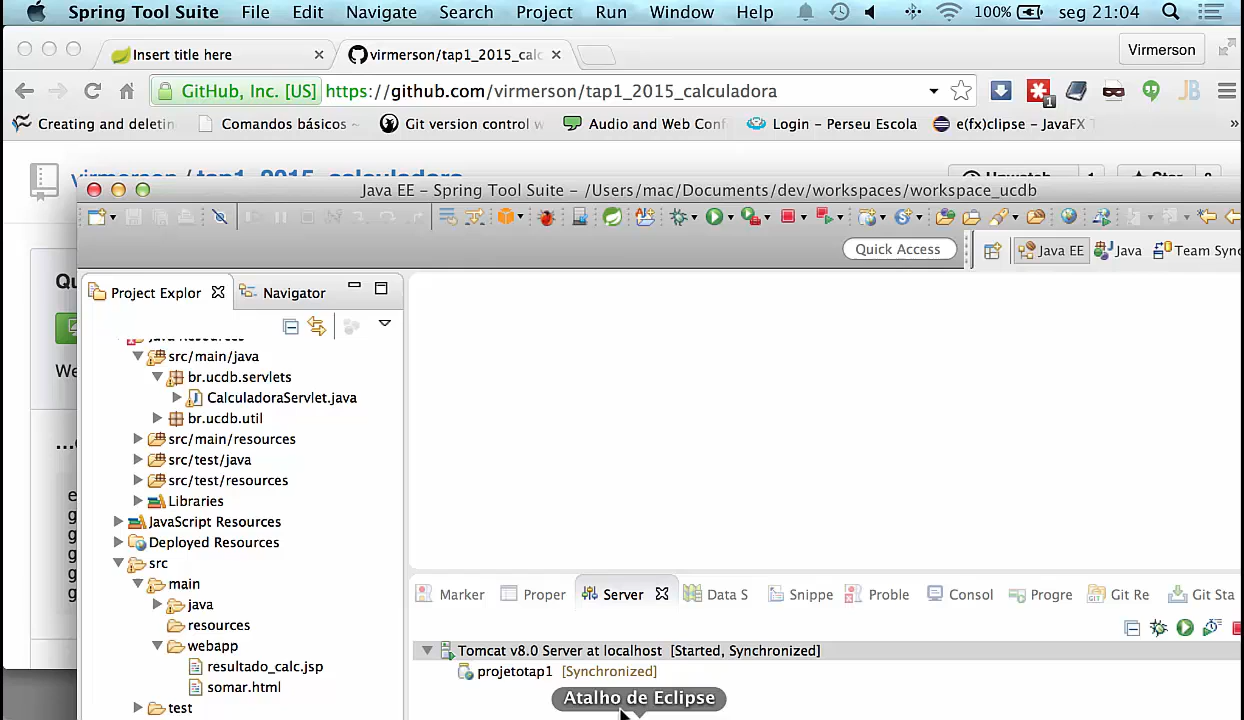 Spring Tool Suite File Edit Navigate Search Project Run Window Help 100% seg 21:04
Insert title here
virmerson/tap1_2015_calc
Virmerson
GitHub, Inc. [US] https://github.com/virmerson/tap1_2015_calculadora
1
JB
Creating and deletin
Comandos básicos
Git version control w
Audio and Web Conf
Login – Perseu Escola
e(fx)clipse – JavaFX
»
virmerson / tap1_2015_calculadora
Java EE – Spring Tool Suite – /Users/mac/Documents/dev/workspaces/workspace_ucdb
Quick Access
Java EE
Java
Team Sync
Qu
We
Project Explor
Navigator
src/main/java
br.ucdb.servlets
CalculadoraServlet.java
br.ucdb.util
src/main/resources
src/test/java
src/test/resources
Libraries
JavaScript Resources
Deployed Resources
src
main
java
resources
webapp
resultado_calc.jsp
somar.html
test
Marker
Proper
Server
Data S
Snippe
Proble
Consol
Progre
Git Re
Git Sta
Tomcat v8.0 Server at localhost [Started, Synchronized]
projetotap1 [Synchronized]
Atalho de Eclipse